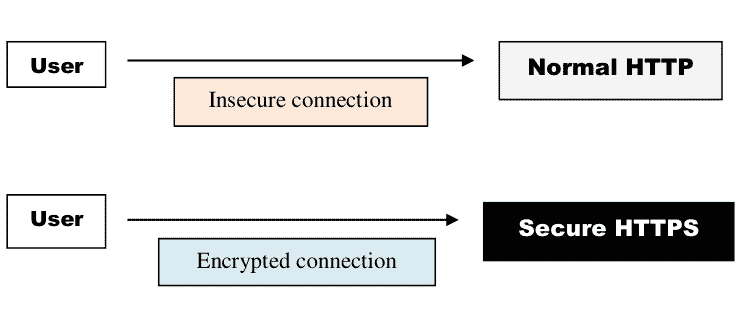 User
Normal HTTP
Insecure connection
User
Secure HTTPS
Encrypted connection